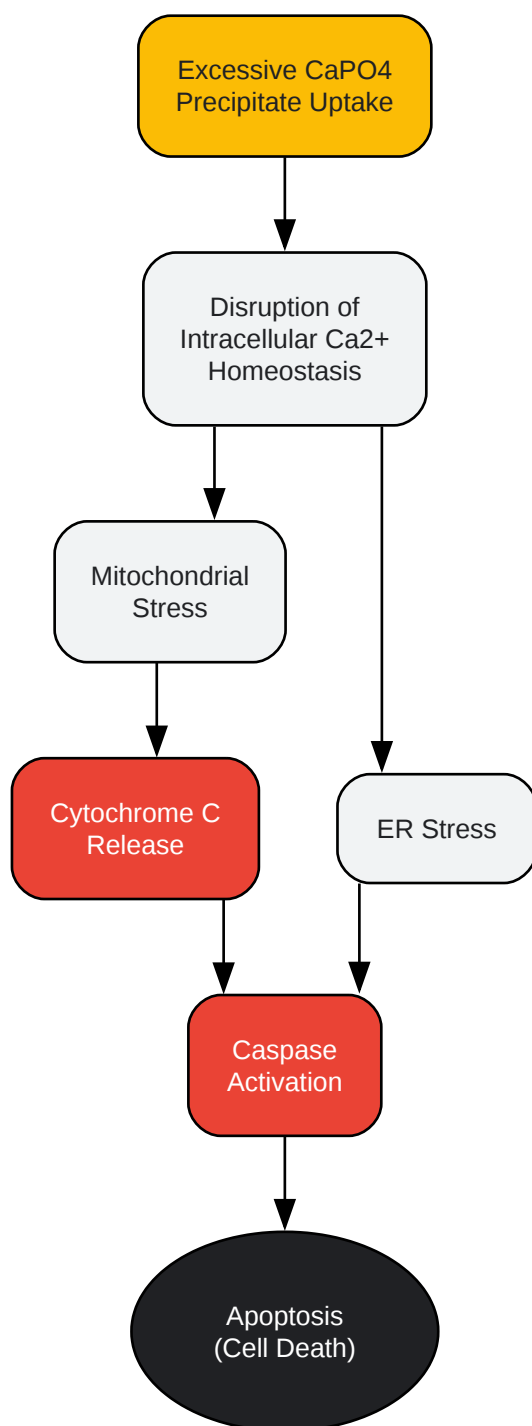 Excessive CaPO4
Precipitate Uptake
Disruption of
Intracellular Ca2+
Homeostasis
Mitochondrial
Stress
Cytochrome C
Release
ER Stress
Caspase
Activation
Apoptosis
(Cell Death)